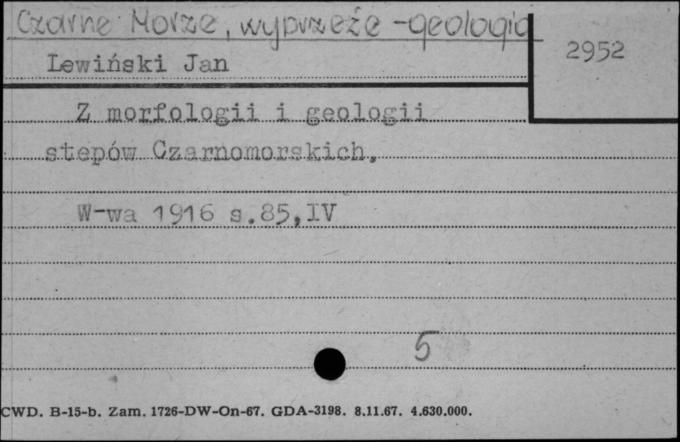 Czarne Morze, wyprzeże - geologia
2952
Lewiński Jan
Z morfologii i geologii
stepów Czarnomorskich.
W-wa 1916 s.85,IV
5
CWD. B-15-b. Zam. 1726-DW-On-67. GDA-3198. 8.11.67. 4.630.000.